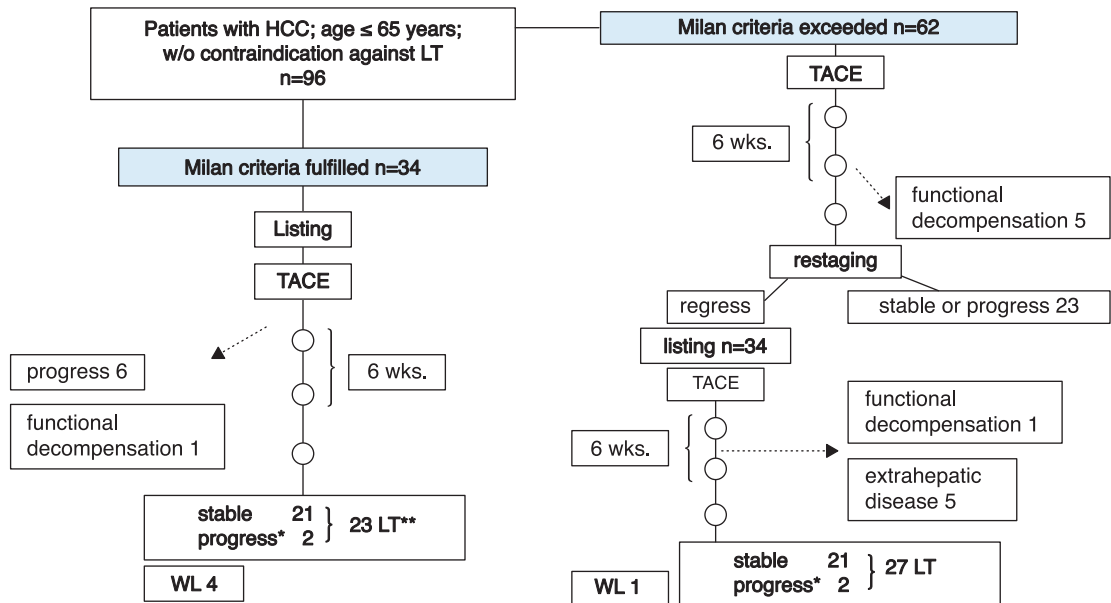 Patients with HCC; age ≤ 65 years;
w/o contraindication against LT
n=96
Milan criteria fulfilled n=34
Listing
TACE
progress 6
6 wks.
functional
decompensation 1
stable 21
progress* 2
23 LT**
WL 4
Milan criteria exceeded n=62
TACE
6 wks.
functional
decompensation 5
restaging
regress
stable or progress 23
listing n=34
TACE
6 wks.
functional
decompensation 1
extrahepatic
disease 5
stable 21
progress* 2
27 LT
WL 1